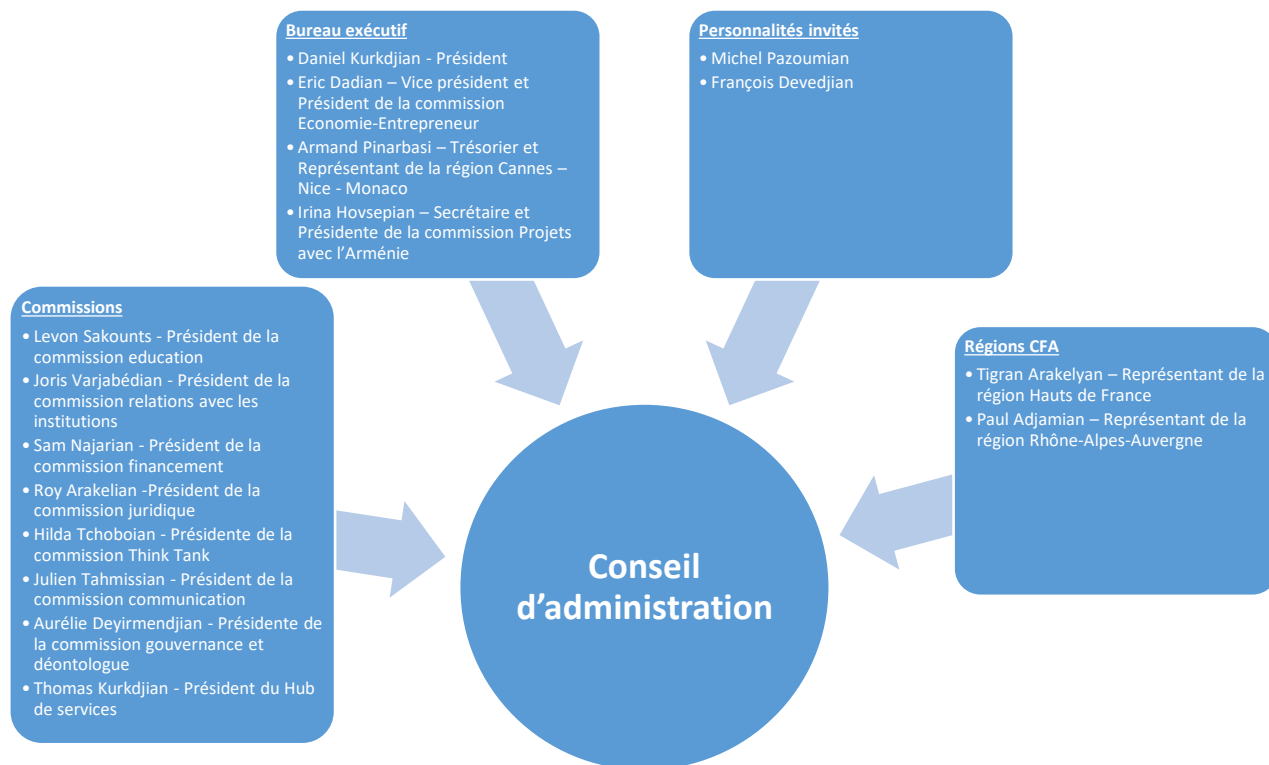 Bureau exécutif
• Daniel Kurkdjian - Président
• Eric Dadian – Vice président et
Président de la commission
Economie-Entrepreneur
• Armand Pinarbasi – Trésorier et
Représentant de la région Cannes –
Nice - Monaco
• Irina Hovsepian – Secrétaire et
Présidente de la commission Projets
avec l’Arménie
Personnalités invités
• Michel Pazoumian
• François Devedjian
Commissions
• Levon Sakounts - Président de la
commission education
• Joris Varjabédian - Président de la
commission relations avec les
institutions
• Sam Najarian - Président de la
commission financement
• Roy Arakelian -Président de la
commission juridique
• Hilda Tchoboian - Présidente de la
commission Think Tank
• Julien Tahmissian - Président de la
commission communication
• Aurélie Deyirmendjian - Présidente de
la commission gouvernance et
déontologue
• Thomas Kurkdjian - Président du Hub
de services
Régions CFA
• Tigran Arakelyan – Représentant de la
région Hauts de France
• Paul Adjamian – Représentant de la
région Rhône-Alpes-Auvergne
Conseil
d’administration